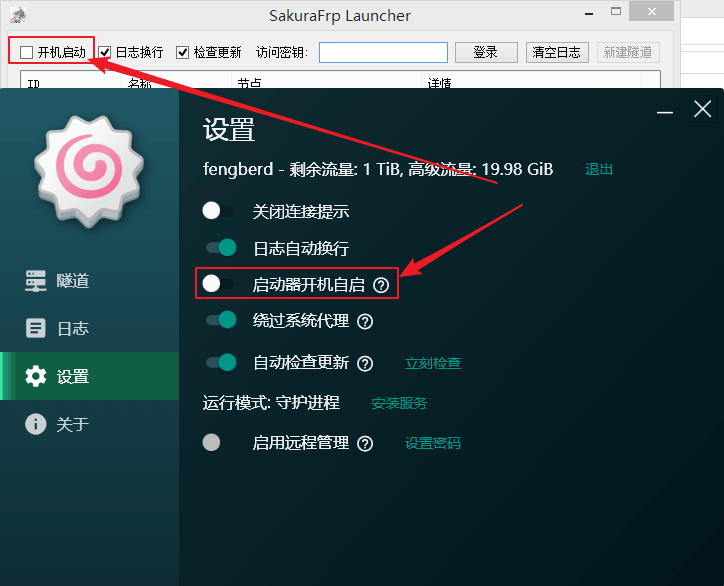 SakuraFrp Launcher
开机启动 日志换行 检查更新 访问密钥: 登录 清空日志 新建隧道
ID 名称 节点 详情
设置
fengberd - 剩余流量: 1 TiB, 高级流量: 19.98 GiB 退出
关闭连接提示
日志自动换行
启动器开机自启
绕过系统代理
自动检查更新 立刻检查
运行模式: 守护进程 安装服务
启用远程管理 设置密码
隧道
日志
设置
关于